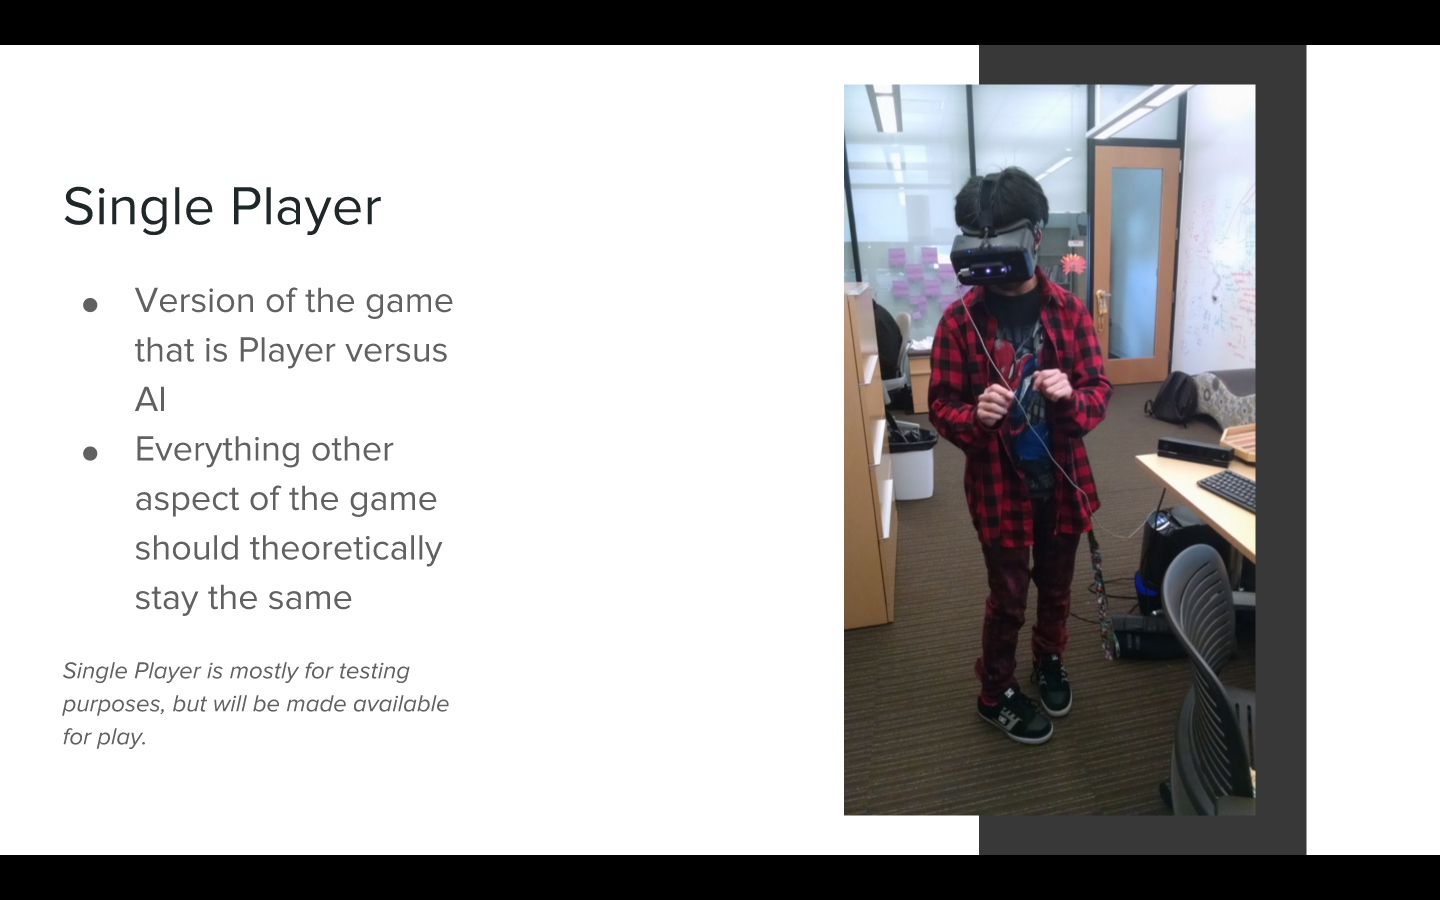 Single Player
● Version of the game
that is Player versus
AI
● Everything other
aspect of the game
should theoretically
stay the same
Single Player is mostly for testing
purposes, but will be made available
for play.